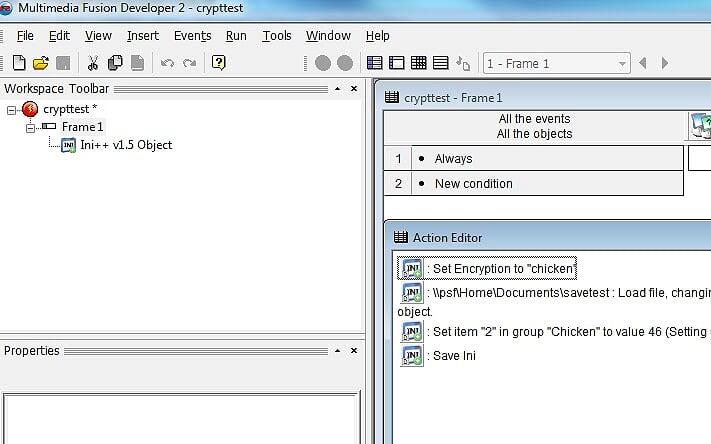 Multimedia Fusion Developer 2 - crypttest
File Edit View Insert Events Run Tools Window Help
1 - Frame 1
Workspace Toolbar
crypttest *
Frame 1
Ini++ v1.5 Object
Properties
crypttest - Frame 1
All the events
All the objects
1 • Always
2 • New condition
Action Editor
: Set Encryption to "chicken"
: \\psf\Home\Documents\savetest : Load file, changin
object.
: Set item "2" in group "Chicken" to value 46 (Setting
: Save Ini